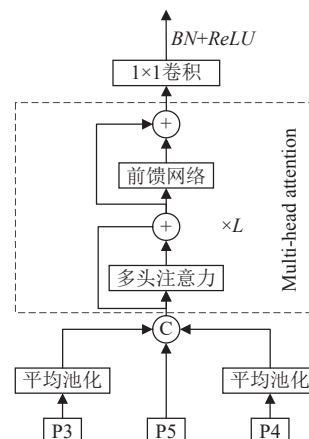 BN+ReLU
1×1卷积
+
前馈网络
+
×L
多头注意力
Multi-head attention
C
平均池化
平均池化
P3
P5
P4